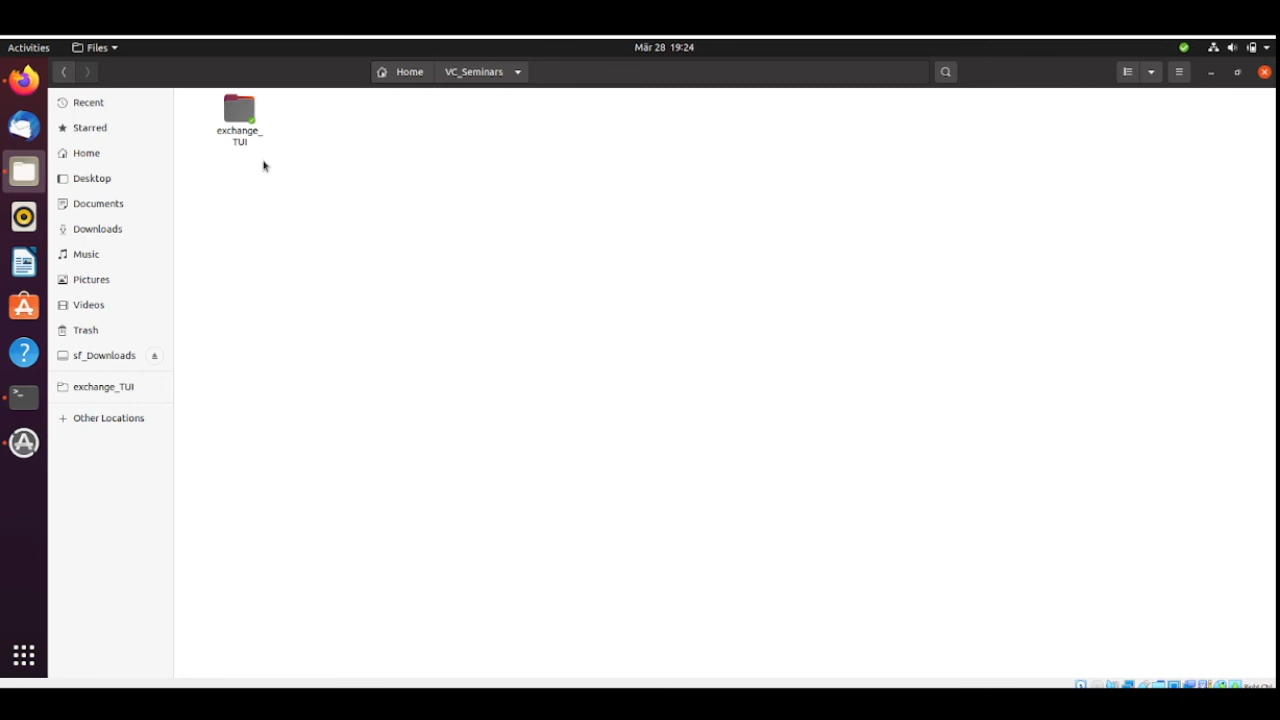 Activities Files Mär 28 19:24
Home VC_Seminars
Recent
Starred
Home
Desktop
Documents
Downloads
Music
Pictures
Videos
Trash
sf_Downloads
exchange_TUI
+ Other Locations
exchange_
TUI